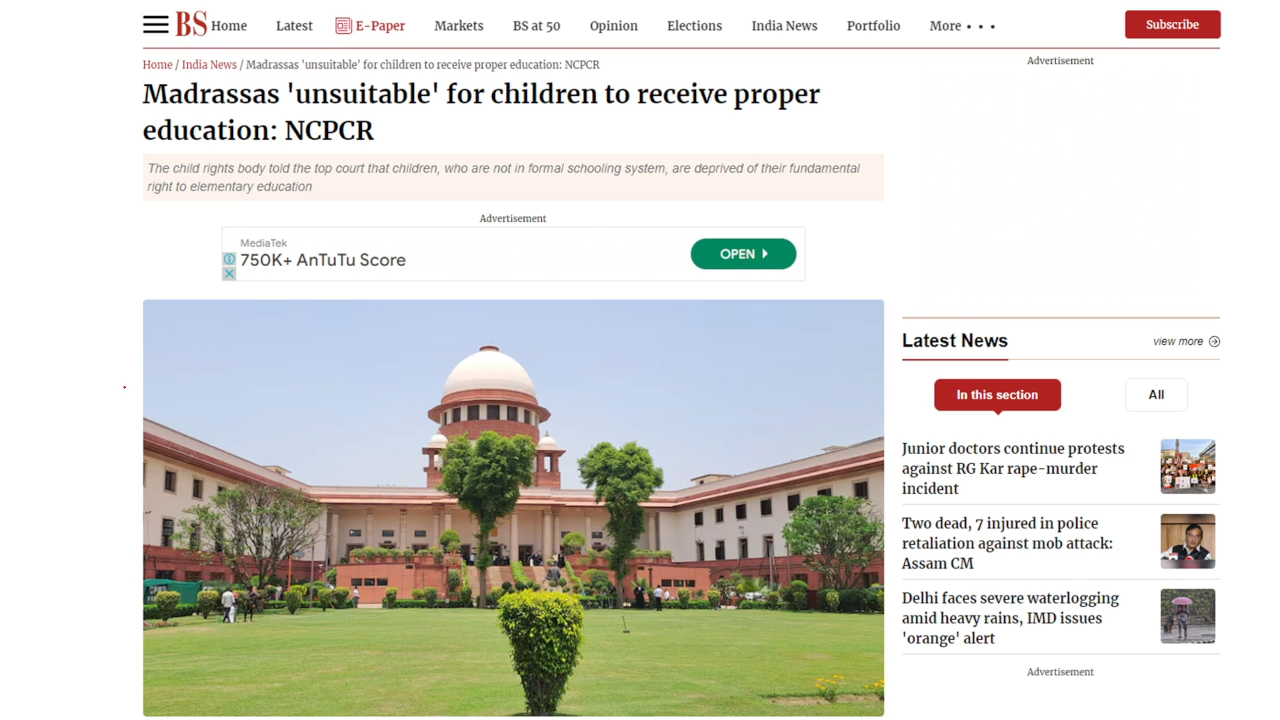 BS Home Latest E-Paper Markets BS at 50 Opinion Elections India News Portfolio More • • • Subscribe
Home / India News / Madrassas 'unsuitable' for children to receive proper education: NCPCR
Madrassas 'unsuitable' for children to receive proper
education: NCPCR
The child rights body told the top court that children, who are not in formal schooling system, are deprived of their fundamental
right to elementary education
Advertisement
MediaTek
750K+ AnTuTu Score
OPEN
Advertisement
Latest News
view more
In this section
All
Junior doctors continue protests
against RG Kar rape-murder
incident
Two dead, 7 injured in police
retaliation against mob attack:
Assam CM
Delhi faces severe waterlogging
amid heavy rains, IMD issues
'orange' alert
Advertisement